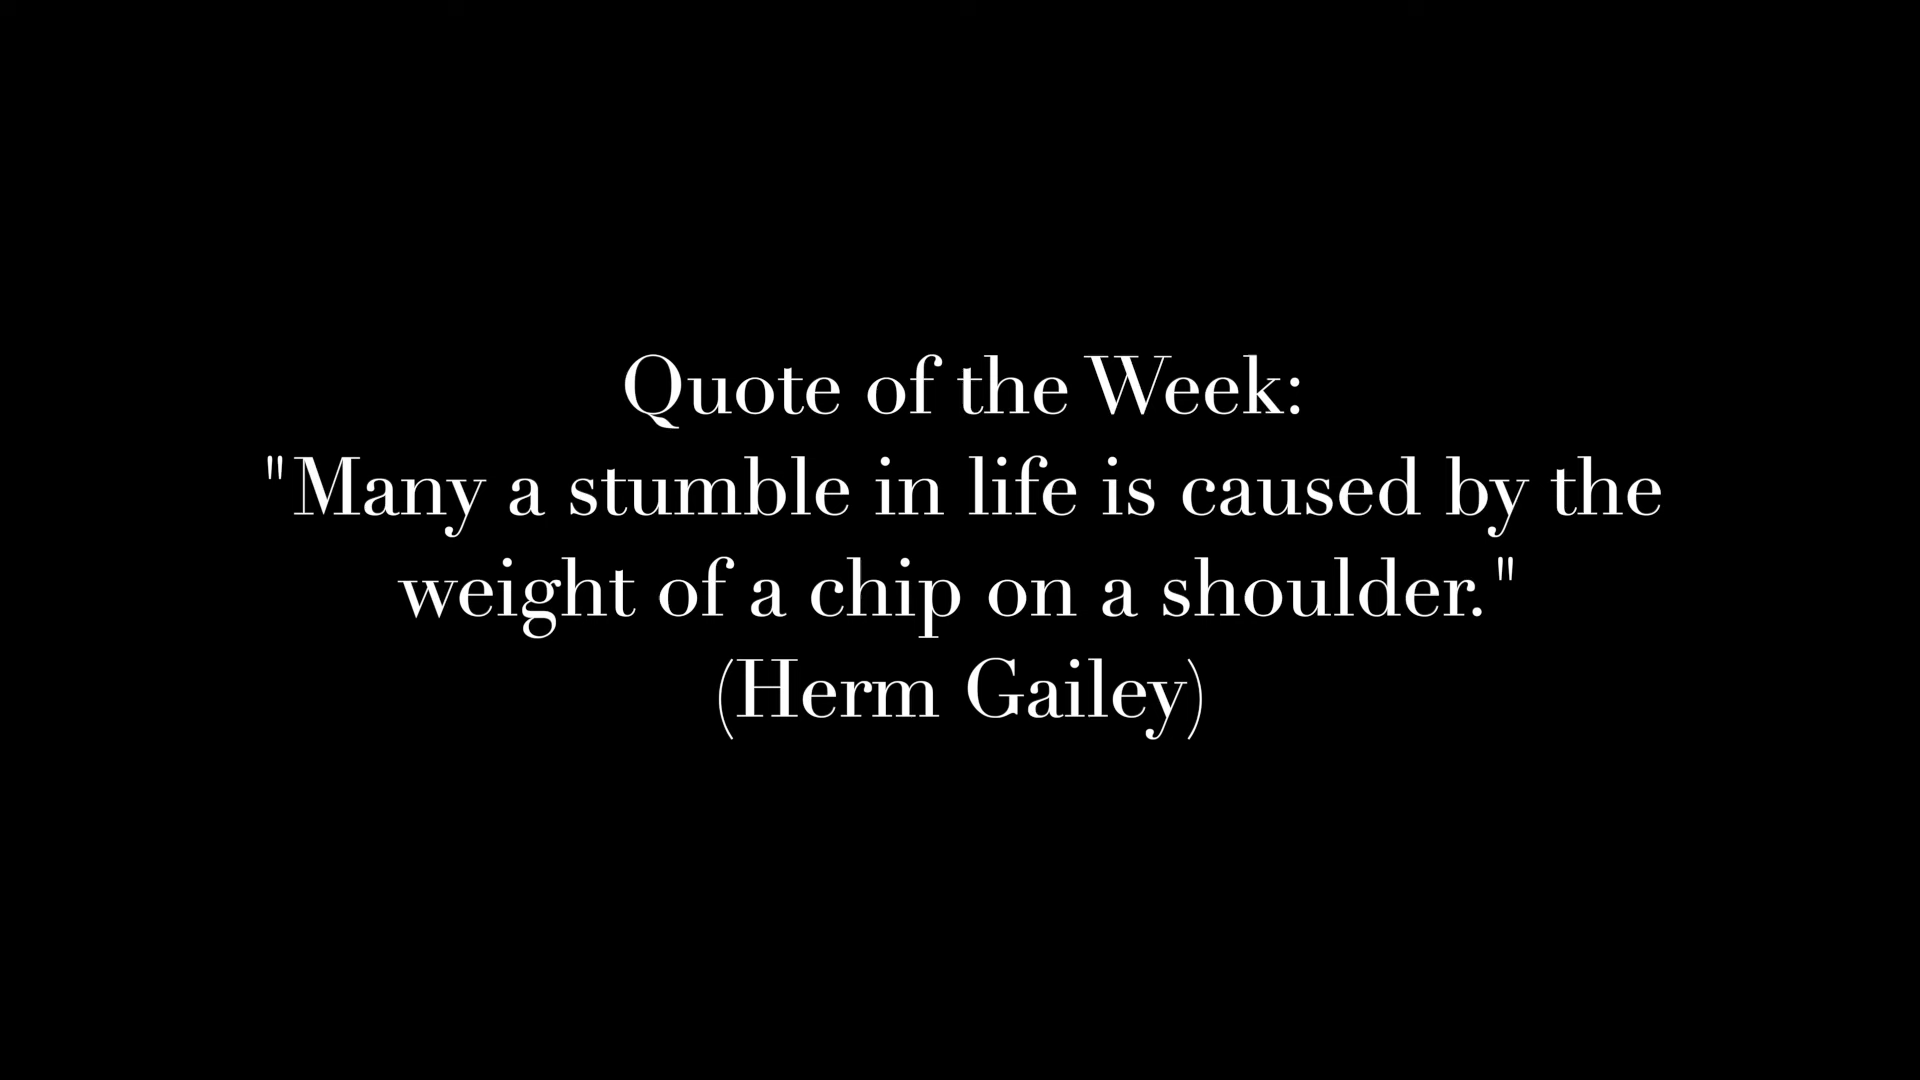 Quote of the Week:
"Many a stumble in life is caused by the
weight of a chip on a shoulder."
(Herm Gailey)